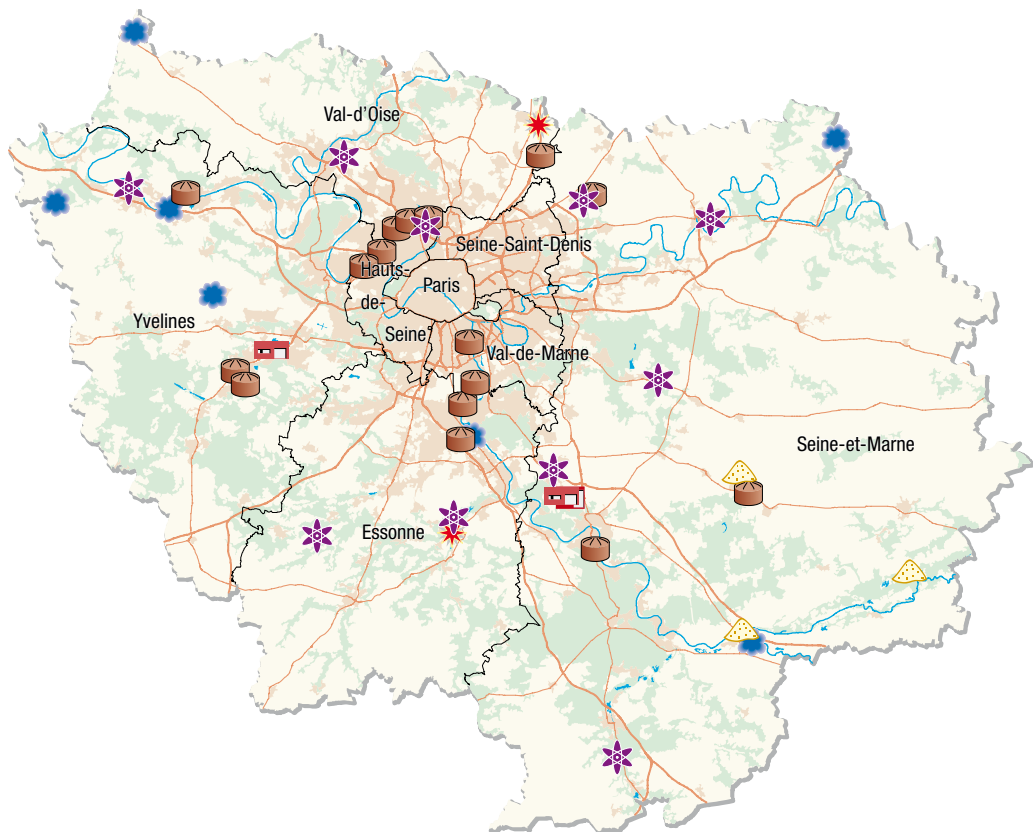 Val-d'Oise
Seine-Saint-Denis
Hauts-
de-
Seine
Paris
Yvelines
Val-de-Marne
Seine-et-Marne
Essonne